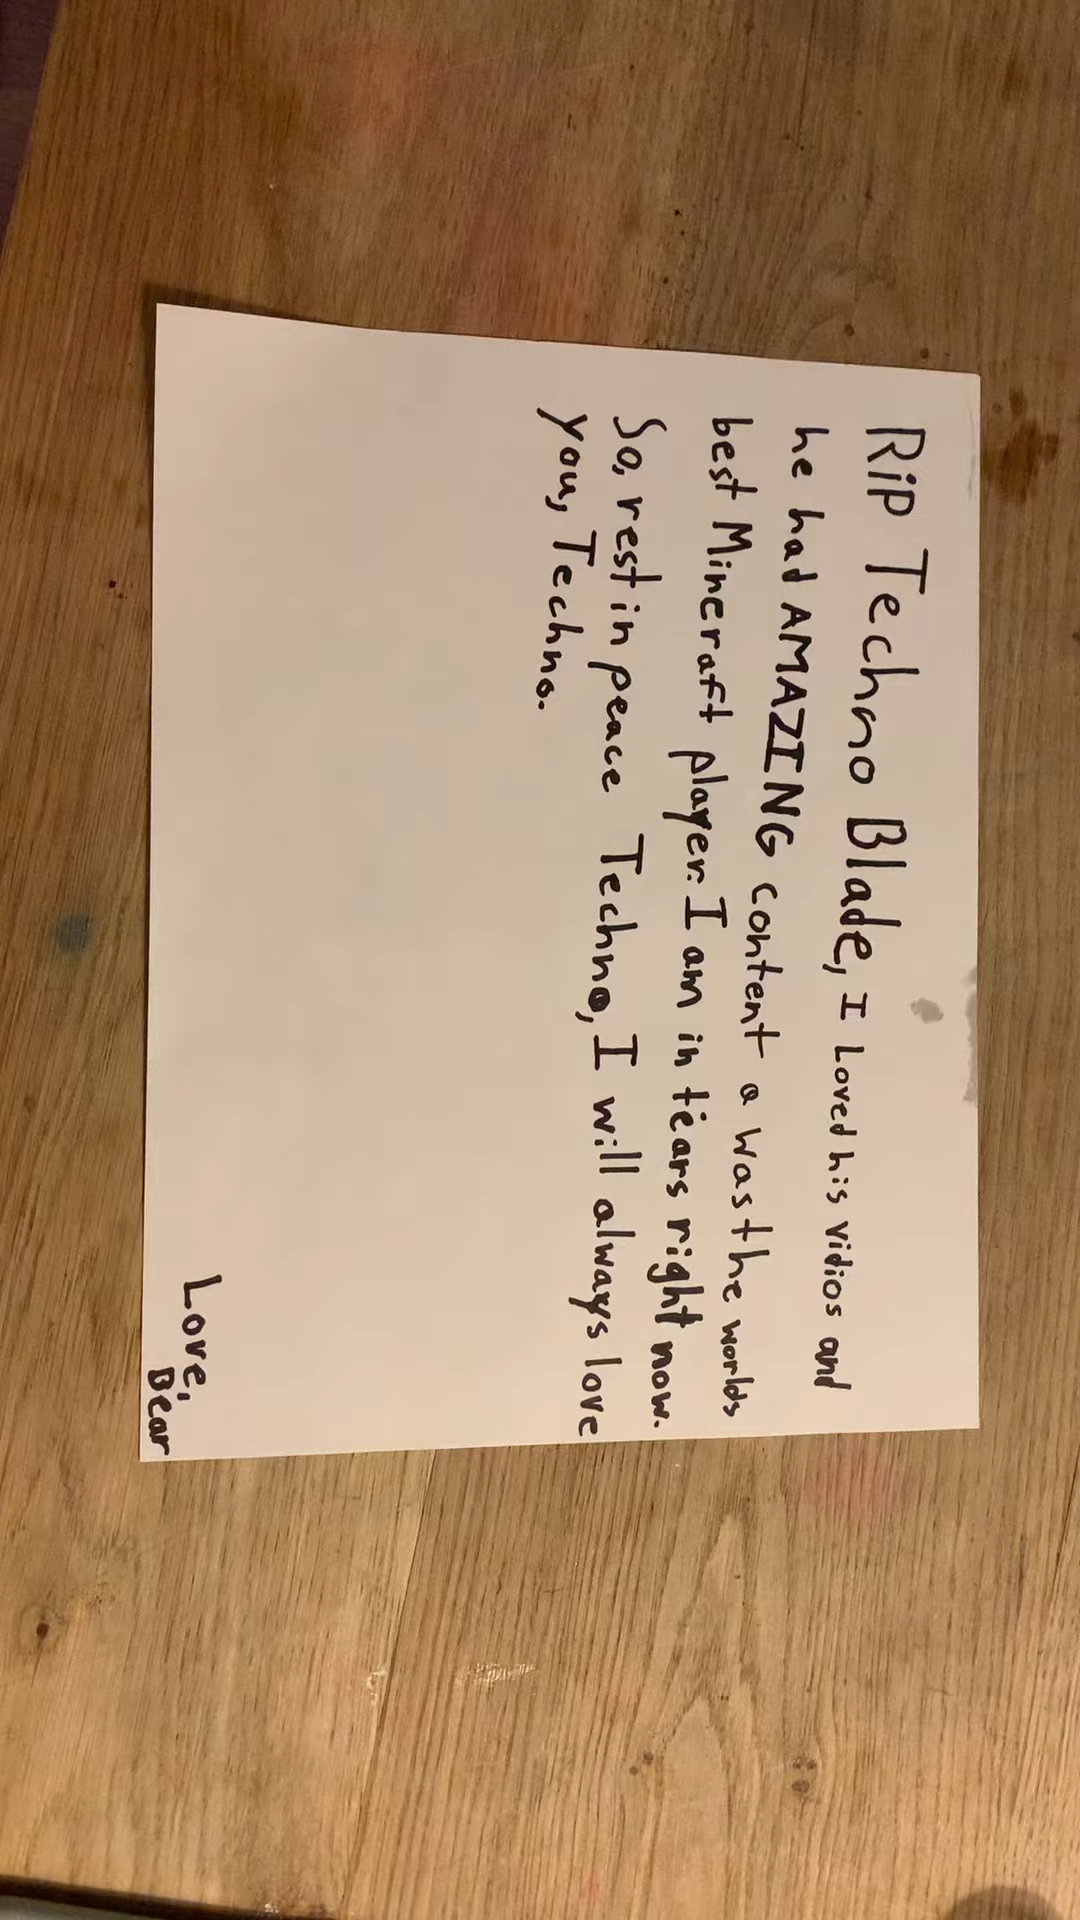 Rip Techno Blade, I Loved his vidios and
he had AMAZING content a was the worlds
best Minecraft player. I am in tears right now.
So, rest in peace Techno, I will always love
you, Techno.
Love,
Bear